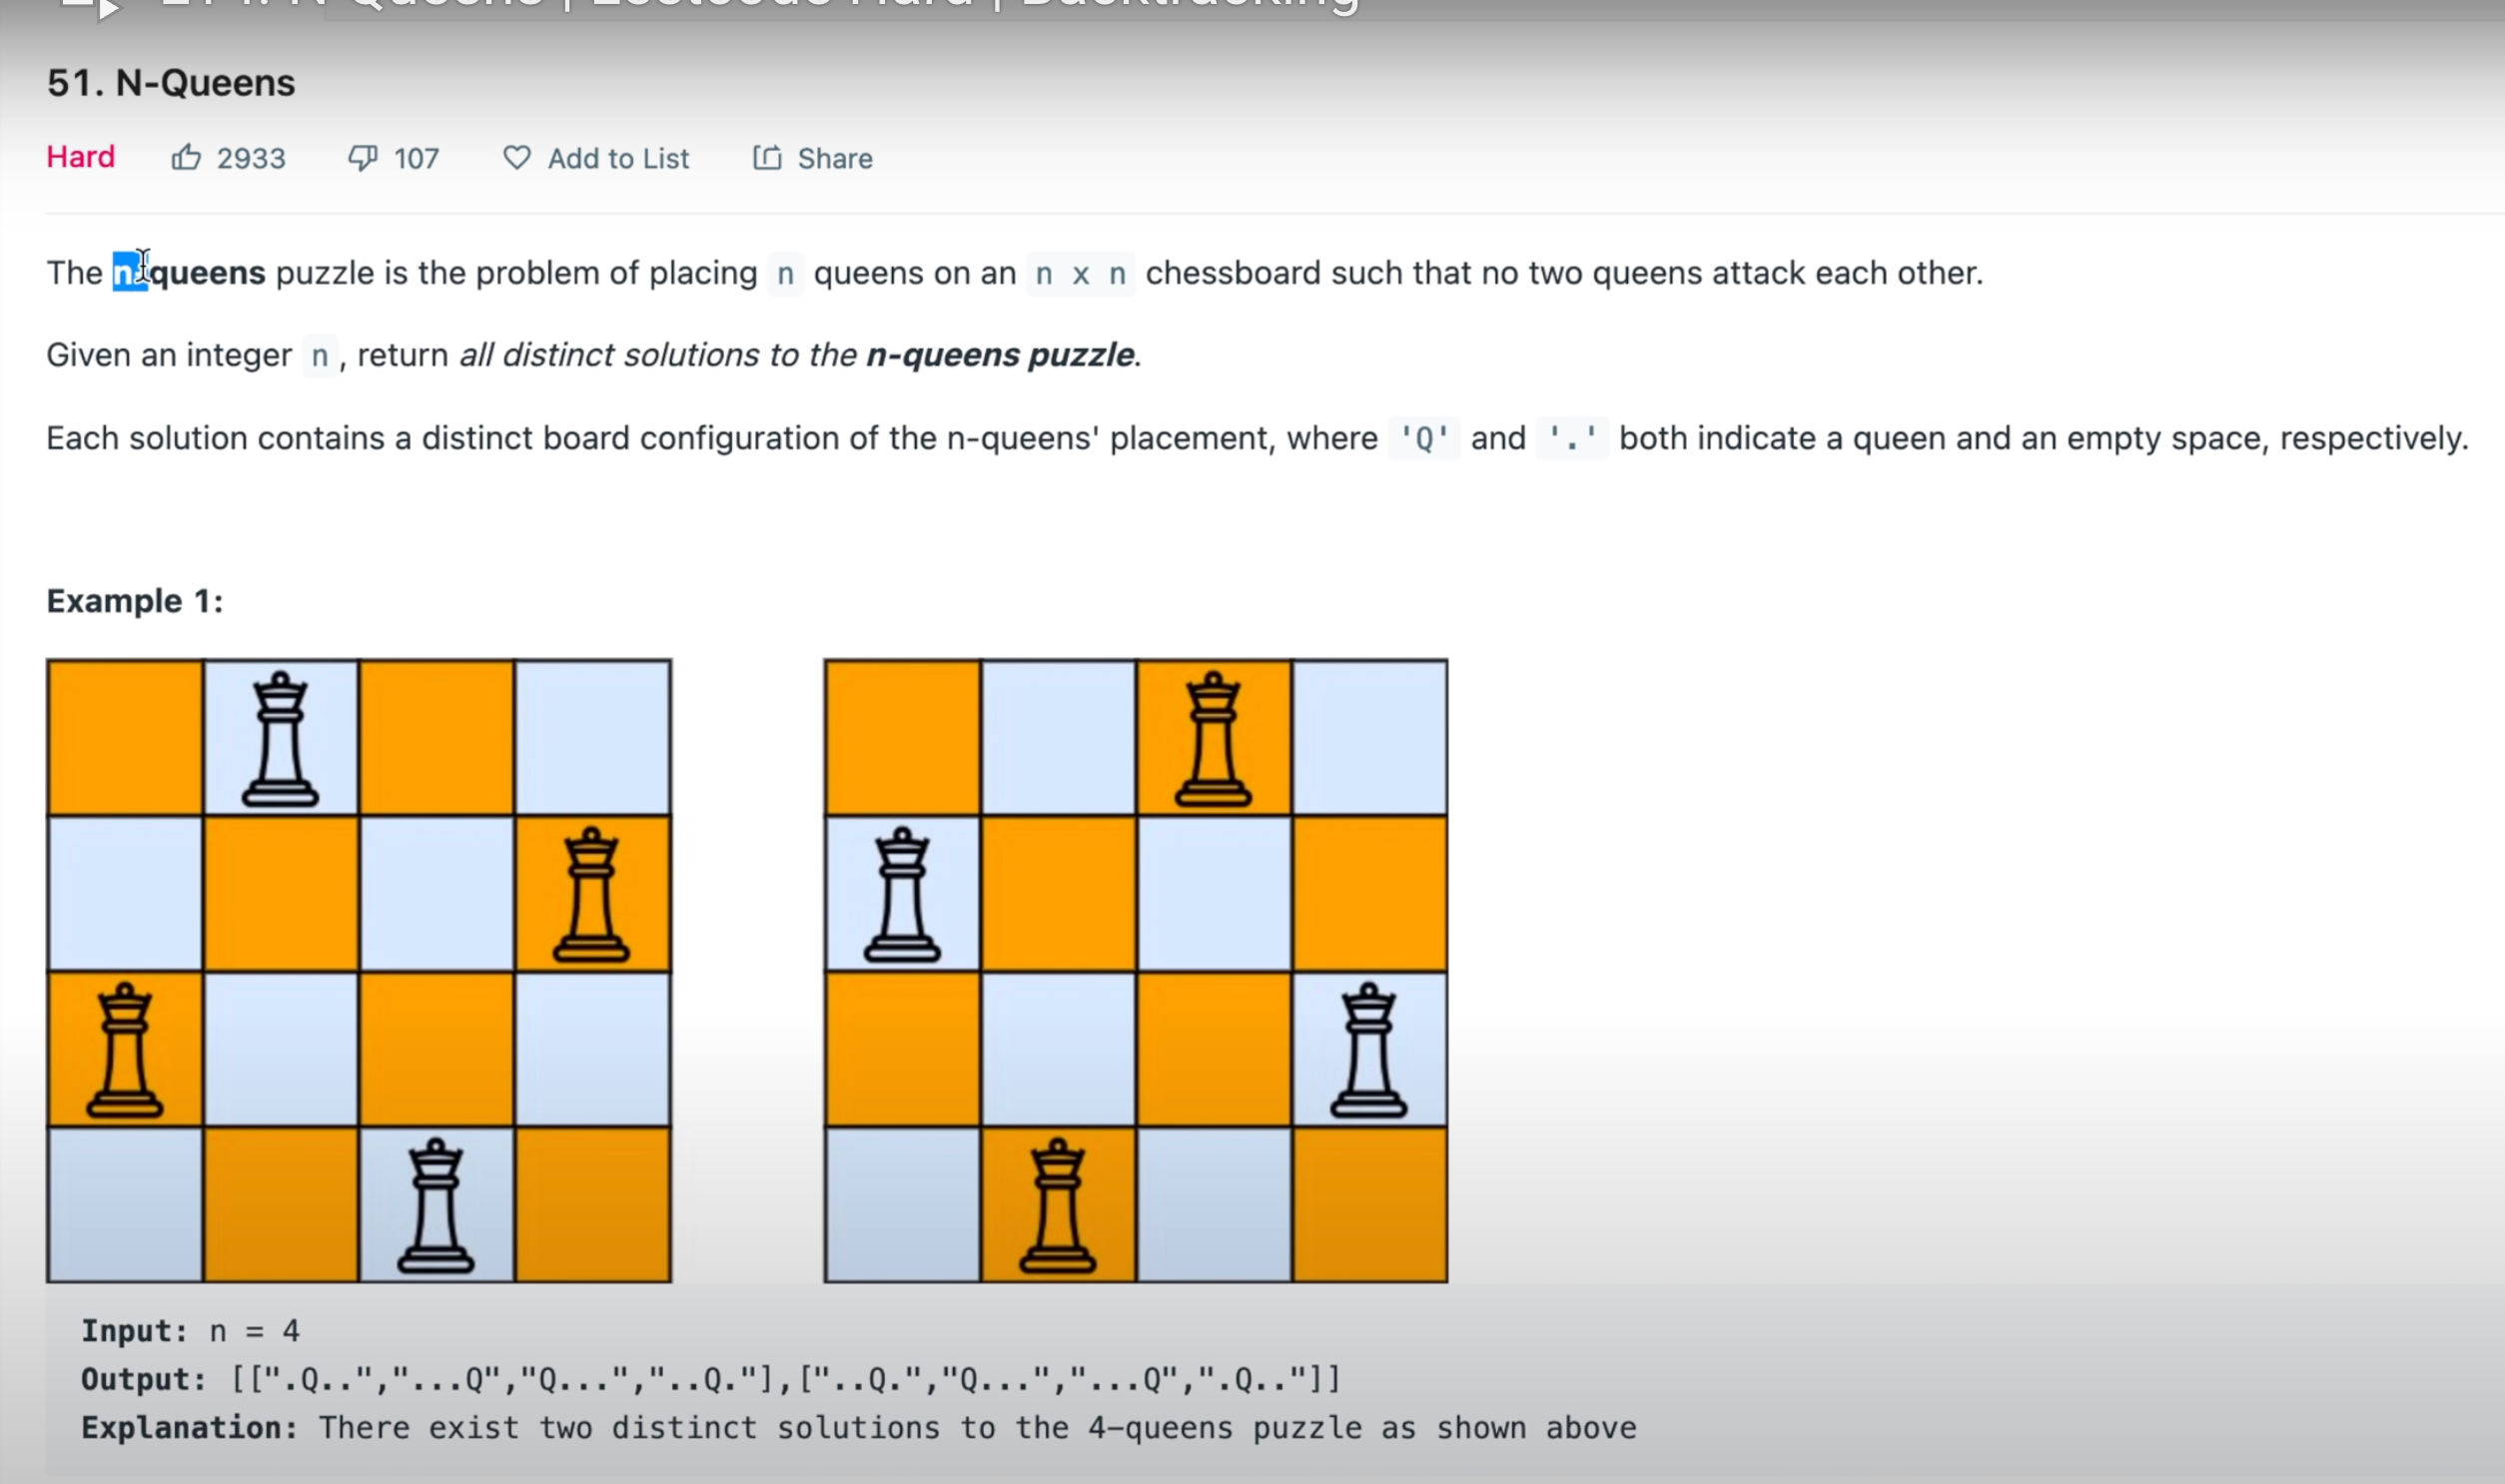 N-Queens | Leetcode Hard | Backtracking
51. N-Queens
Hard 2933 107 Add to List Share
The n-queens puzzle is the problem of placing n queens on an n x n chessboard such that no two queens attack each other.
Given an integer n, return all distinct solutions to the n-queens puzzle.
Each solution contains a distinct board configuration of the n-queens' placement, where 'Q' and '.' both indicate a queen and an empty space, respectively.
Example 1:
Input: n = 4
Output: [[".Q..","...Q","Q...","..Q."],["..Q.","Q...","...Q",".Q.."]]
Explanation: There exist two distinct solutions to the 4-queens puzzle as shown above